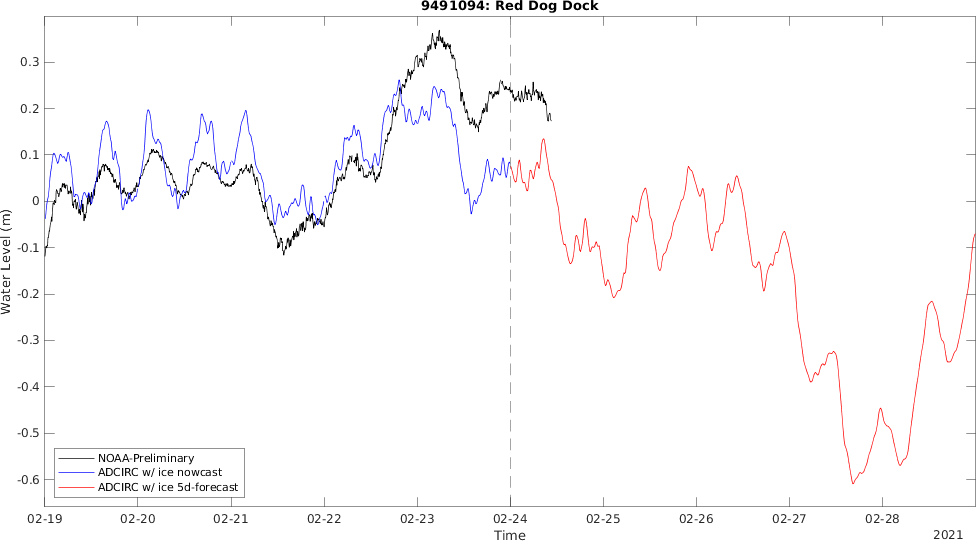 9491094: Red Dog Dock
Water Level (m)
0.3
0.2
0.1
0
-0.1
-0.2
-0.3
-0.4
-0.5
-0.6
NOAA-Preliminary
ADCIRC w/ ice nowcast
ADCIRC w/ ice 5d-forecast
02-19 02-20 02-21 02-22 02-23 02-24 02-25 02-26 02-27 02-28
Time
2021